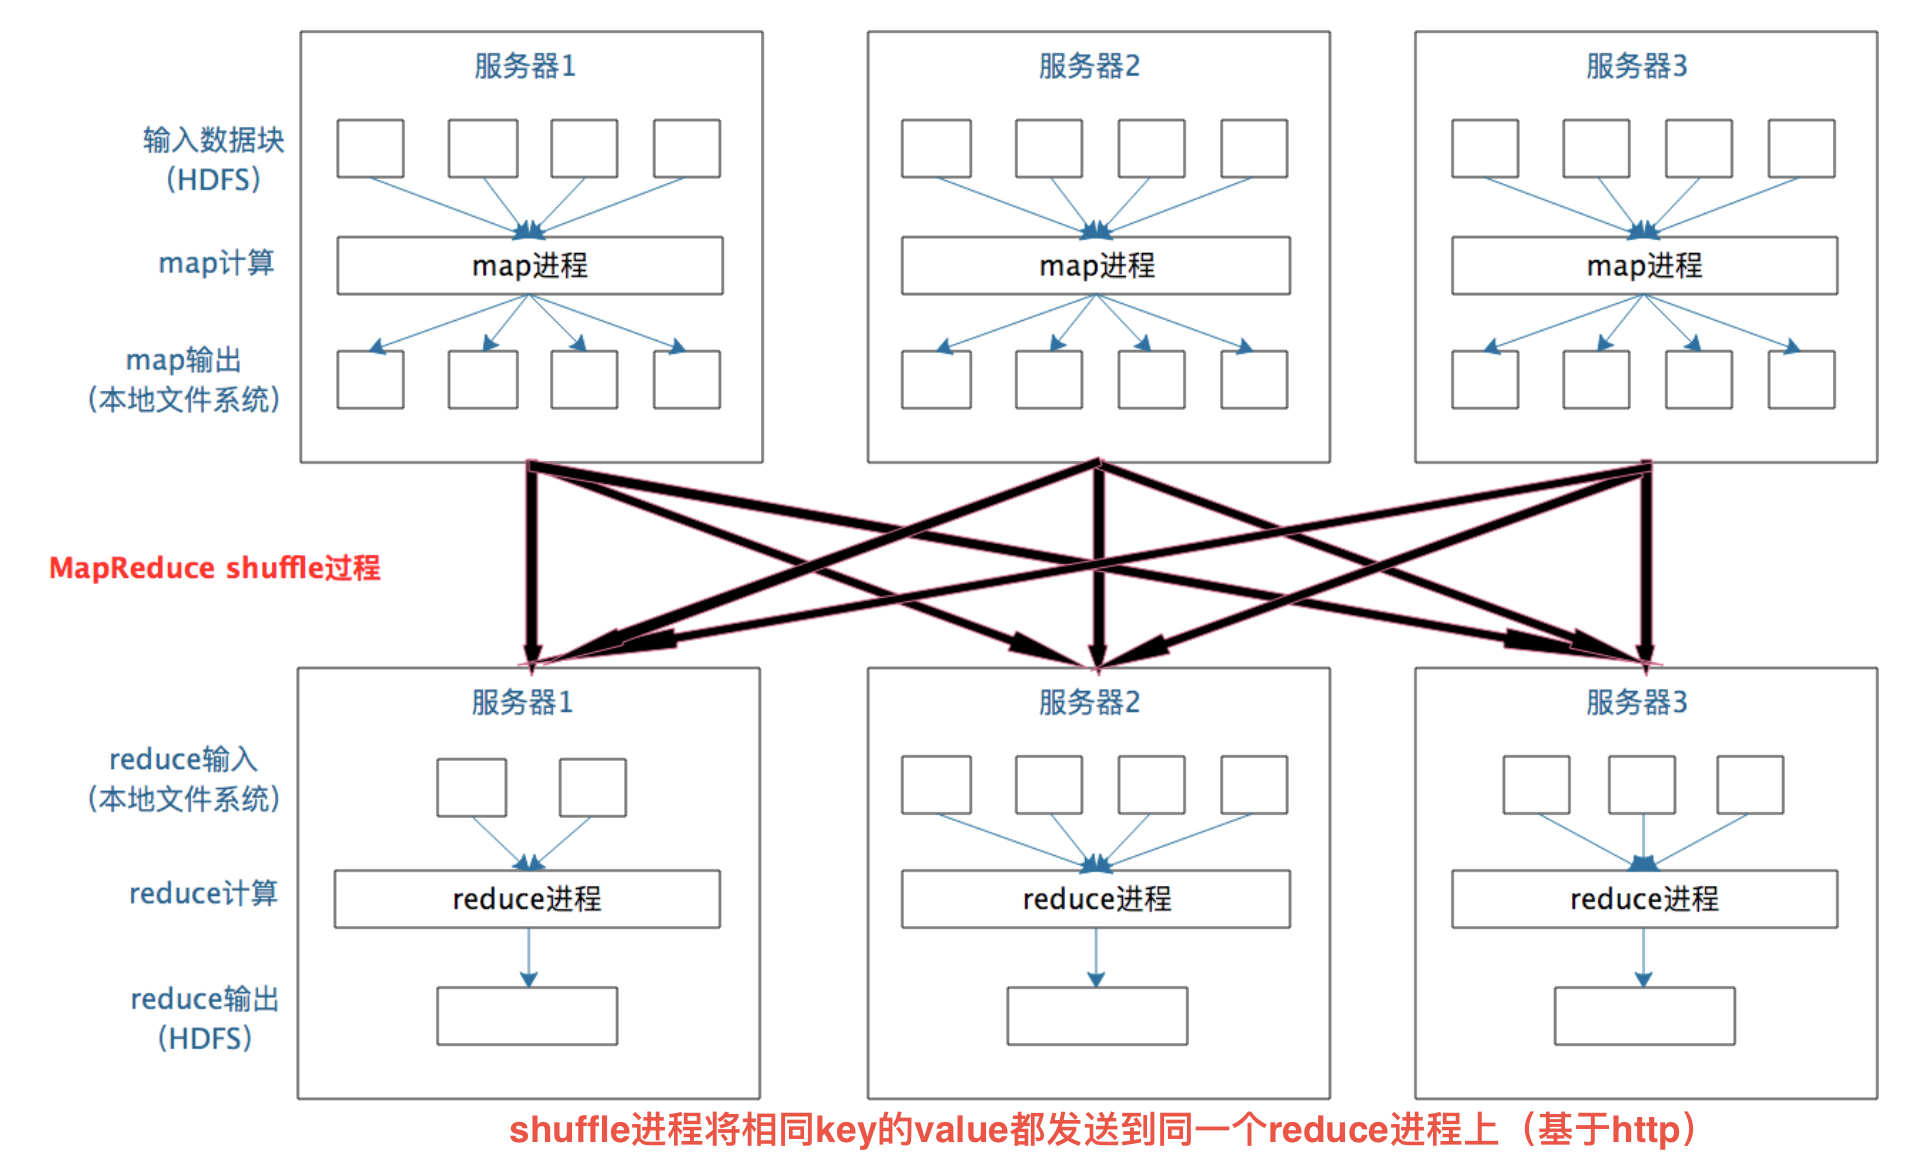 服务器1
服务器2
服务器3
输入数据块
（HDFS）
map计算
map进程
map进程
map进程
map输出
（本地文件系统）
MapReduce shuffle过程
服务器1
服务器2
服务器3
reduce输入
（本地文件系统）
reduce计算
reduce进程
reduce进程
reduce进程
reduce输出
（HDFS）
shuffle进程将相同key的value都发送到同一个reduce进程上（基于http）